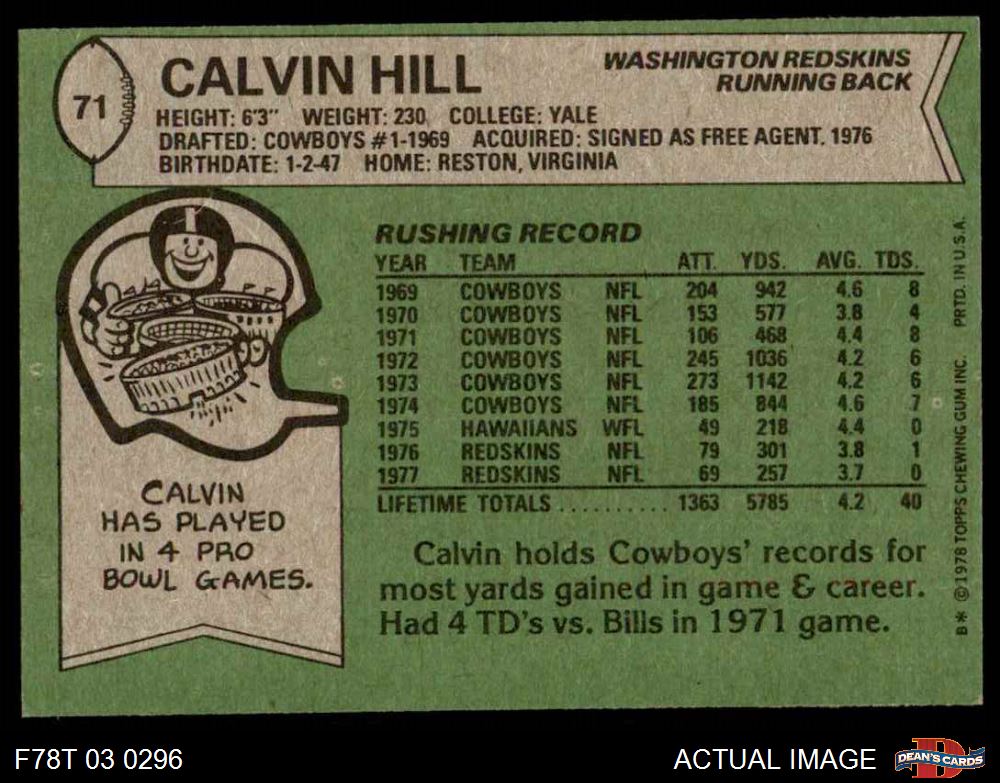 71
CALVIN HILL
WASHINGTON REDSKINS
RUNNING BACK
HEIGHT: 6'3" WEIGHT: 230 COLLEGE: YALE
DRAFTED: COWBOYS #1-1969 ACQUIRED: SIGNED AS FREE AGENT. 1976
BIRTHDATE: 1-2-47 HOME: RESTON, VIRGINIA
RUSHING RECORD
YEAR TEAM ATT. YDS. AVG. TDS.
1969 COWBOYS NFL 204 942 4.6 8
1970 COWBOYS NFL 153 577 3.8 4
1971 COWBOYS NFL 106 468 4.4 8
1972 COWBOYS NFL 245 1036 4.2 6
1973 COWBOYS NFL 273 1142 4.2 6
1974 COWBOYS NFL 185 844 4.6 7
1975 HAWAIIANS WFL 49 218 4.4 0
1976 REDSKINS NFL 79 301 3.8 1
1977 REDSKINS NFL 69 257 3.7 0
LIFETIME TOTALS .......... 1363 5785 4.2 40
CALVIN
HAS PLAYED
IN 4 PRO
BOWL GAMES.
Calvin holds Cowboys' records for
most yards gained in game & career.
Had 4 TD's vs. Bills in 1971 game.
B* ©1978 TOPPS CHEWING GUM INC. PRTD. IN U.S.A.
F78T 03 0296
ACTUAL IMAGE
D
DEAN'S CARDS